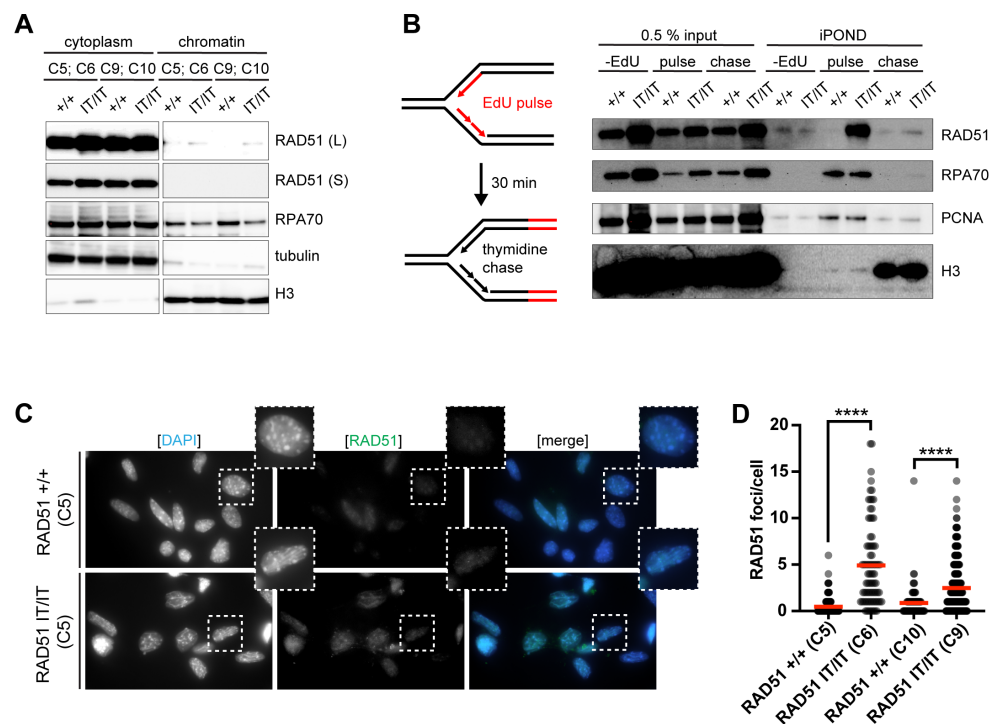 A
cytoplasm chromatin
C5; C6 C9; C10 C5; C6 C9; C10
+/+ IT/IT +/+ IT/IT +/+ IT/IT +/+ IT/IT
RAD51 (L)
RAD51 (S)
RPA70
tubulin
H3
B
EdU pulse
30 min
thymidine
chase
0.5 % input iPOND
-EdU pulse chase -EdU pulse chase
+/+ IT/IT +/+ IT/IT +/+ IT/IT +/+ IT/IT +/+ IT/IT +/+ IT/IT
RAD51
RPA70
PCNA
H3
C
[DAPI] [RAD51] [merge]
RAD51 +/+
(C5)
RAD51 IT/IT
(C5)
D
**** ****
RAD51 foci/cell
20
15
10
5
0
RAD51 +/+ (C5)
RAD51 IT/IT (C6)
RAD51 +/+ (C10)
RAD51 IT/IT (C9)